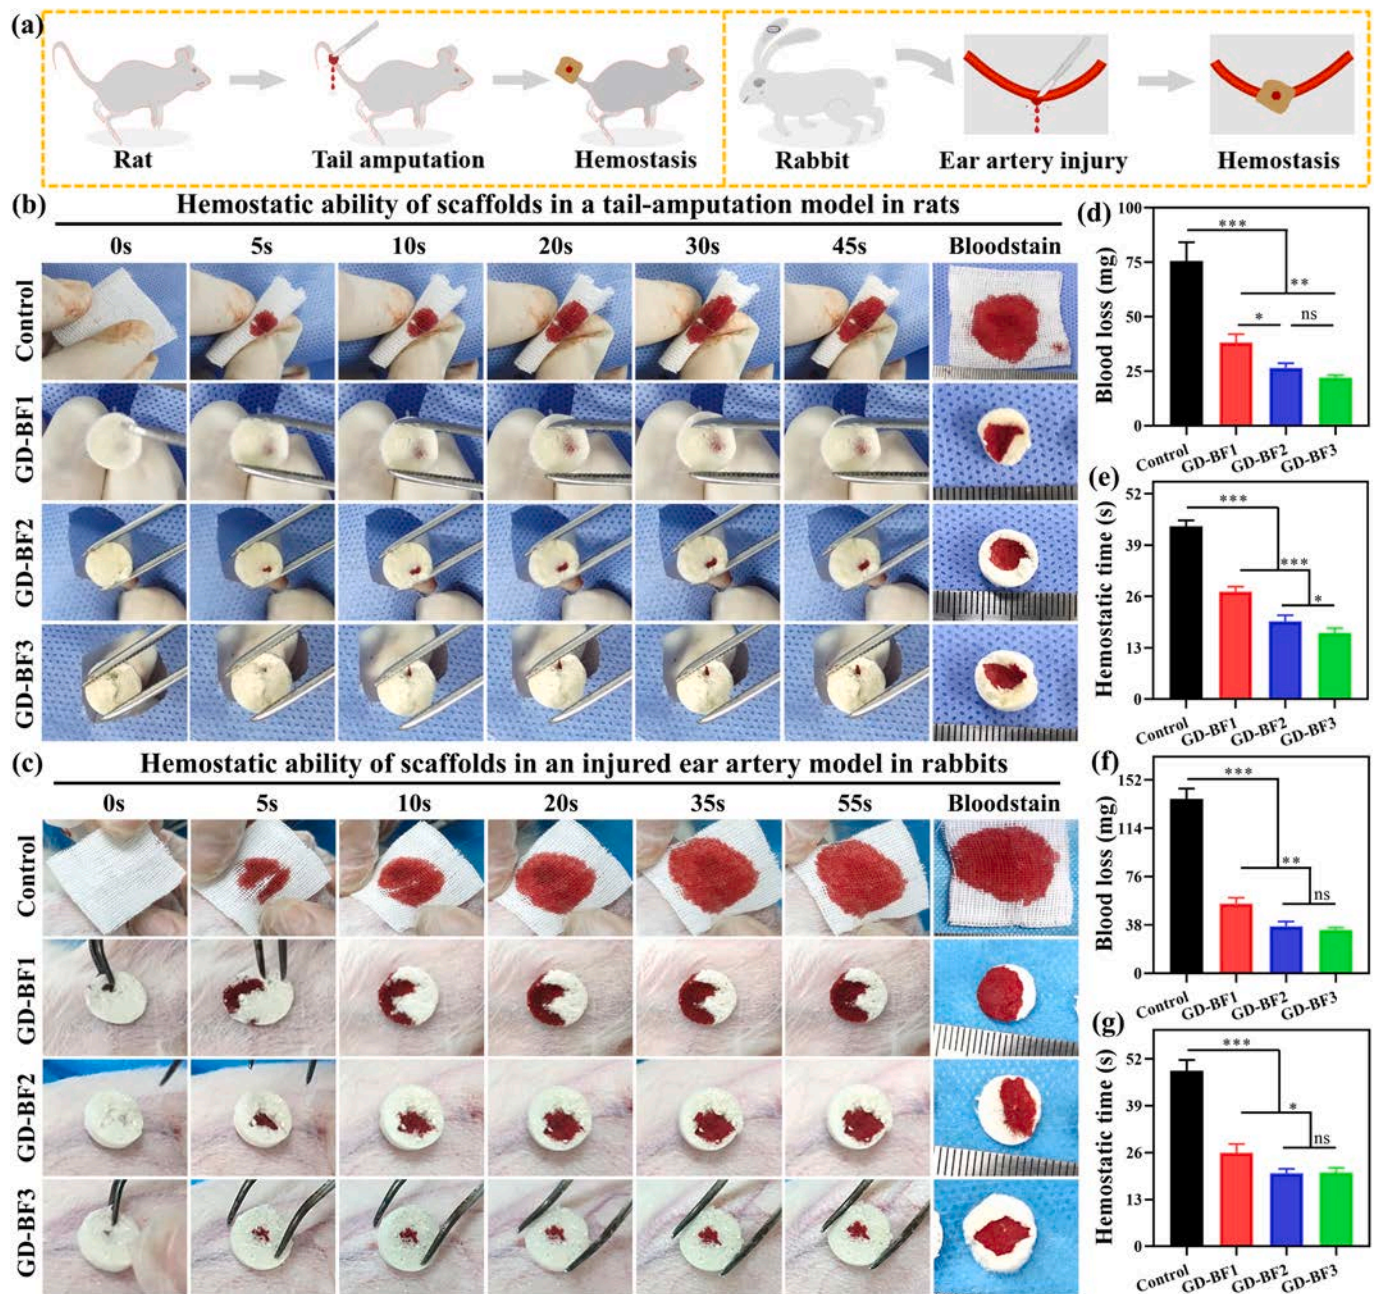 (a)
Rat
Tail amputation
Hemostasis
Rabbit
Ear artery injury
Hemostasis
(b)
Hemostatic ability of scaffolds in a tail-amputation model in rats
0s 5s 10s 20s 30s 45s Bloodstain
Control
GD-BF1
GD-BF2
GD-BF3
(c)
Hemostatic ability of scaffolds in an injured ear artery model in rabbits
0s 5s 10s 20s 35s 55s Bloodstain
Control
GD-BF1
GD-BF2
GD-BF3
(d)
Blood loss (mg)
100
75
50
25
0
***
**
*
ns
Control GD-BF1 GD-BF2 GD-BF3
(e)
Hemostatic time (s)
52
39
26
13
0
***
***
*
Control GD-BF1 GD-BF2 GD-BF3
(f)
Blood loss (mg)
152
114
76
38
0
***
**
ns
Control GD-BF1 GD-BF2 GD-BF3
(g)
Hemostatic time (s)
52
39
26
13
0
***
*
ns
Control GD-BF1 GD-BF2 GD-BF3